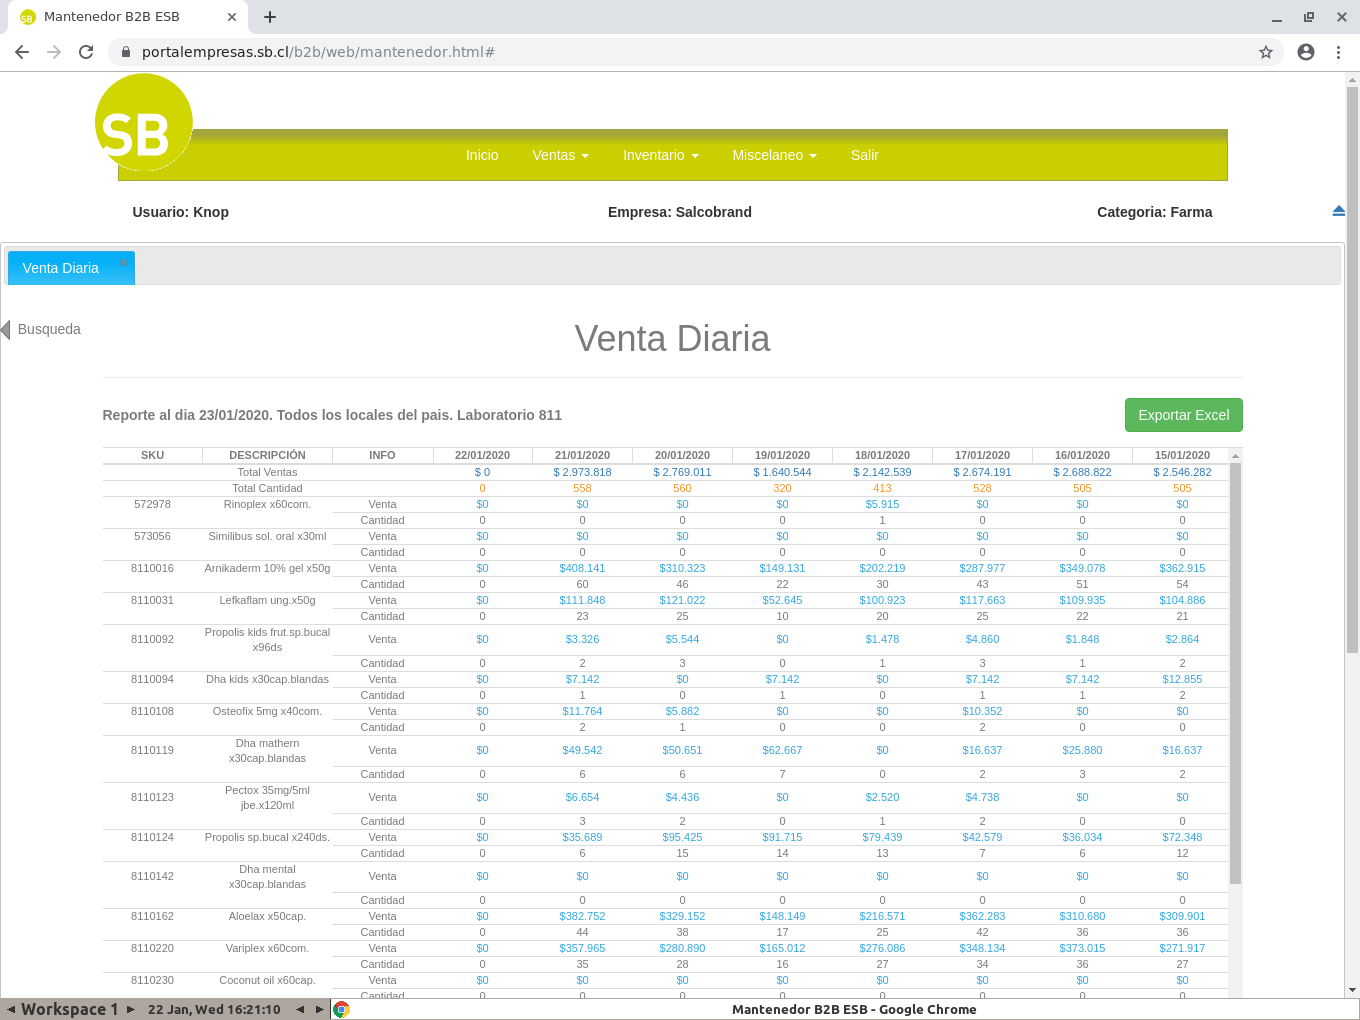 Mantenedor B2B ESB
portalempresas.sb.cl/b2b/web/mantenedor.html#
SB
Inicio Ventas Inventario Miscelaneo Salir
Usuario: Knop Empresa: Salcobrand Categoria: Farma
Venta Diaria
Busqueda
Venta Diaria
Reporte al dia 23/01/2020. Todos los locales del pais. Laboratorio 811
Exportar Excel
SKU DESCRIPCIÓN INFO 22/01/2020 21/01/2020 20/01/2020 19/01/2020 18/01/2020 17/01/2020 16/01/2020 15/01/2020
Total Ventas $ 0 $ 2.973.818 $ 2.769.011 $ 1.640.544 $ 2.142.539 $ 2.674.191 $ 2.688.822 $ 2.546.282
Total Cantidad 0 558 560 320 413 528 505 505
572978 Rinoplex x60com. Venta $0 $0 $0 $0 $5.915 $0 $0 $0
Cantidad 0 0 0 0 1 0 0 0
573056 Similibus sol. oral x30ml Venta $0 $0 $0 $0 $0 $0 $0 $0
Cantidad 0 0 0 0 0 0 0 0
8110016 Arnikaderm 10% gel x50g Venta $0 $408.141 $310.323 $149.131 $202.219 $287.977 $349.078 $362.915
Cantidad 0 60 46 22 30 43 51 54
8110031 Lefkaflam ung.x50g Venta $0 $111.848 $121.022 $52.645 $100.923 $117.663 $109.935 $104.886
Cantidad 0 23 25 10 20 25 22 21
8110092 Propolis kids frut.sp.bucal x96ds Venta $0 $3.326 $5.544 $0 $1.478 $4.860 $1.848 $2.864
Cantidad 0 2 3 0 1 3 1 2
8110094 Dha kids x30cap.blandas Venta $0 $7.142 $0 $7.142 $0 $7.142 $7.142 $12.855
Cantidad 0 1 0 1 0 1 1 2
8110108 Osteofix 5mg x40com. Venta $0 $11.764 $5.882 $0 $0 $10.352 $0 $0
Cantidad 0 2 1 0 0 2 0 0
8110119 Dha mathern x30cap.blandas Venta $0 $49.542 $50.651 $62.667 $0 $16.637 $25.880 $16.637
Cantidad 0 6 6 7 0 2 3 2
8110123 Pectox 35mg/5ml jbe.x120ml Venta $0 $6.654 $4.436 $0 $2.520 $4.738 $0 $0
Cantidad 0 3 2 0 1 2 0 0
8110124 Propolis sp.bucal x240ds. Venta $0 $35.689 $95.425 $91.715 $79.439 $42.579 $36.034 $72.348
Cantidad 0 6 15 14 13 7 6 12
8110142 Dha mental x30cap.blandas Venta $0 $0 $0 $0 $0 $0 $0 $0
Cantidad 0 0 0 0 0 0 0 0
8110162 Aloelax x50cap. Venta $0 $382.752 $329.152 $148.149 $216.571 $362.283 $310.680 $309.901
Cantidad 0 44 38 17 25 42 36 36
8110220 Variplex x60com. Venta $0 $357.965 $280.890 $165.012 $276.086 $348.134 $373.015 $271.917
Cantidad 0 35 28 16 27 34 36 27
8110230 Coconut oil x60cap. Venta $0 $0 $0 $0 $0 $0 $0 $0
Cantidad 0 0 0 0 0 0 0 0
Workspace 1 22 Jan, Wed 16:21:10 Mantenedor B2B ESB - Google Chrome